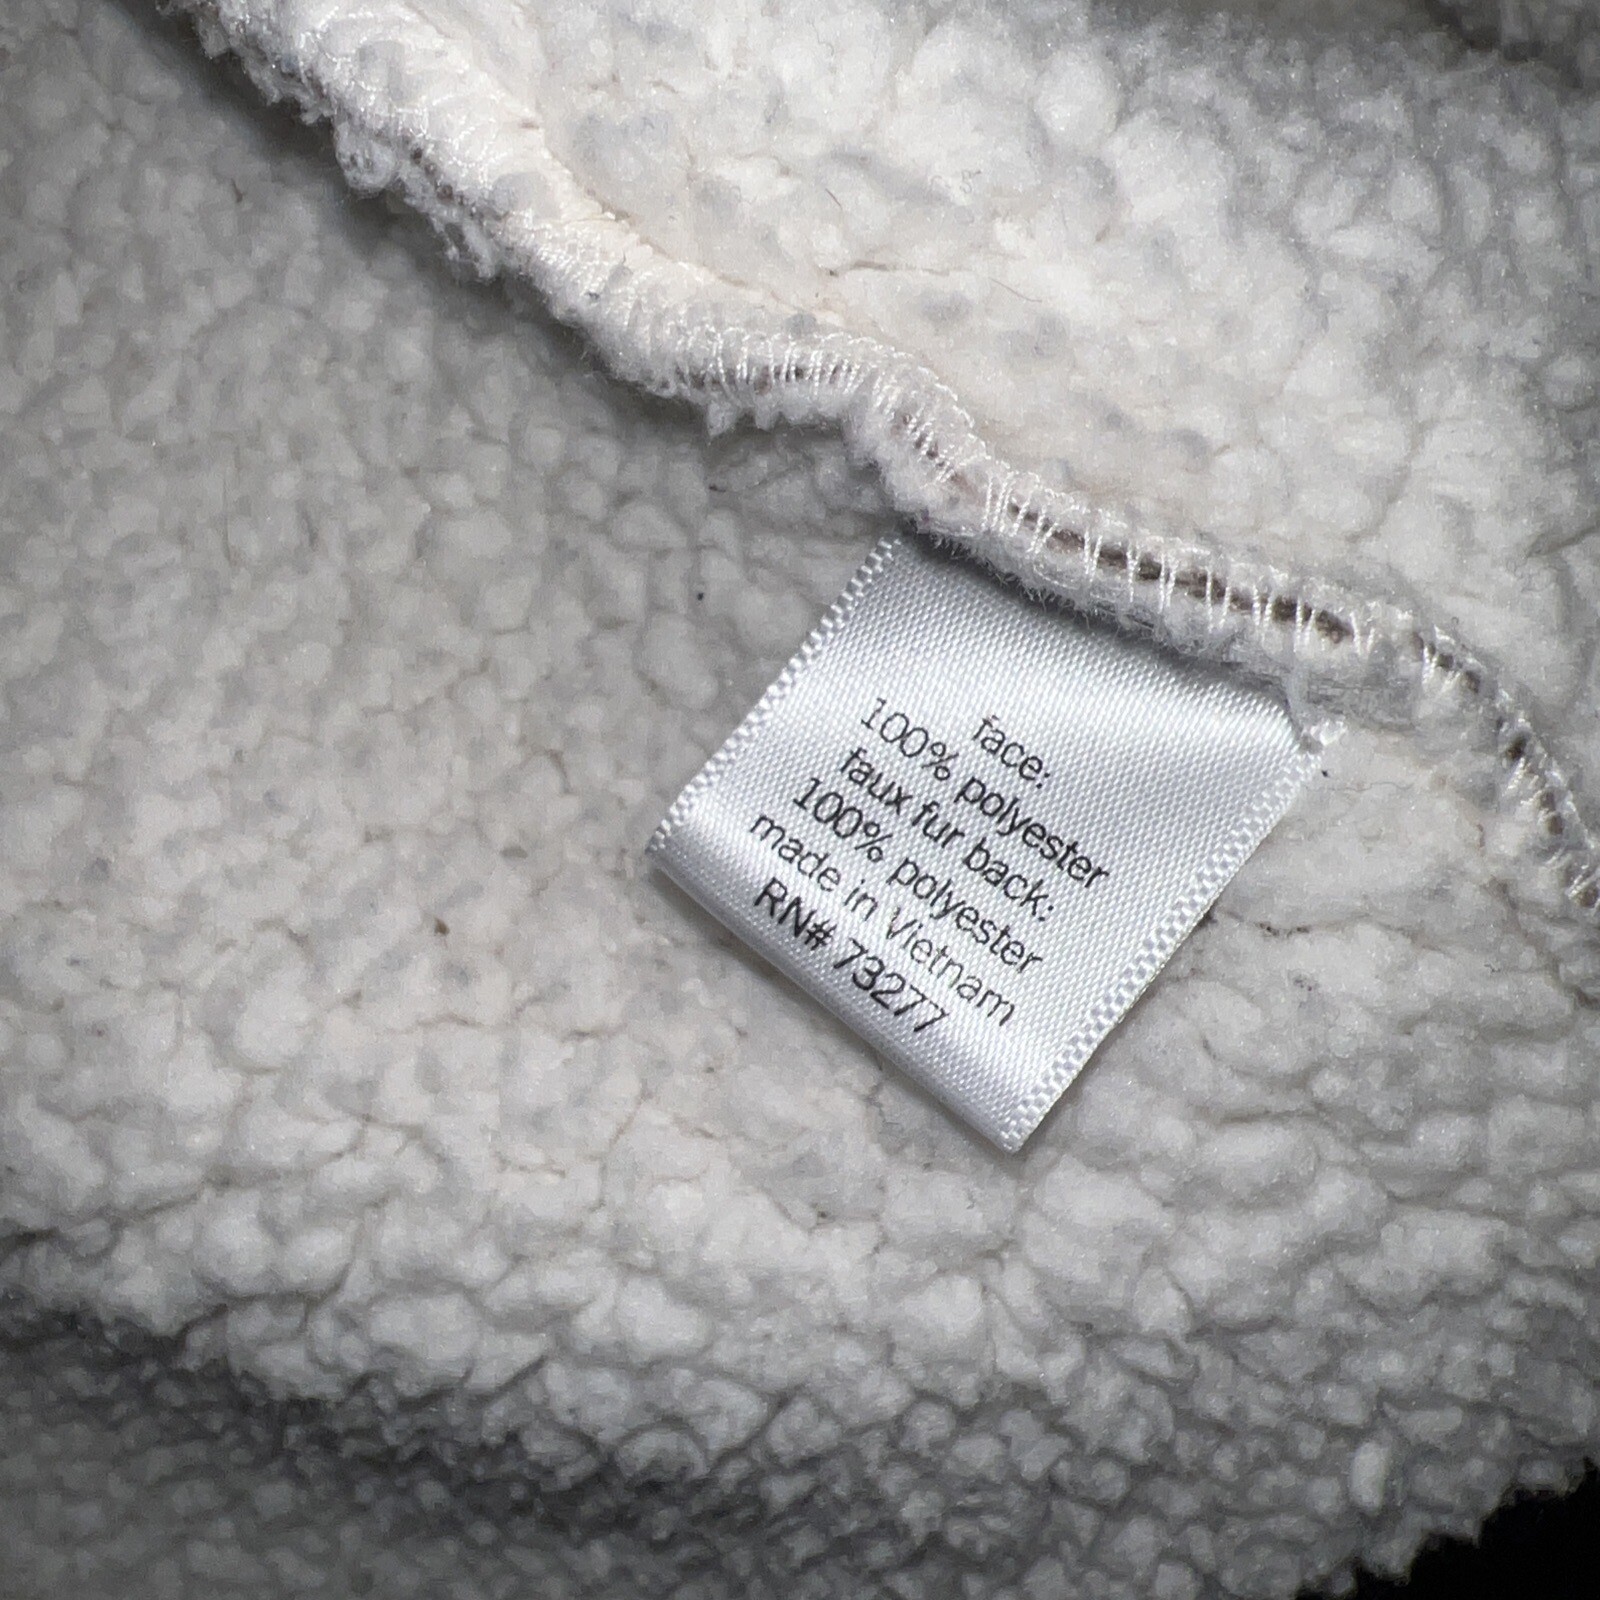 face:
100% polyester
faux fur back:
100% polyester
made in Vietnam
RN# 73277